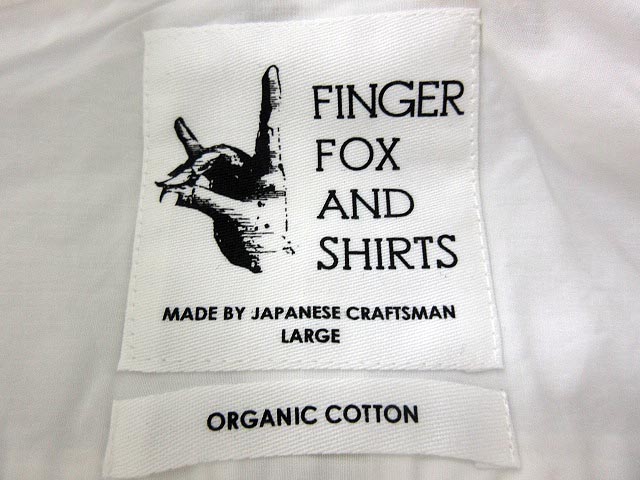 FINGER
FOX
AND
SHIRTS
MADE BY JAPANESE CRAFTSMAN
LARGE
ORGANIC COTTON